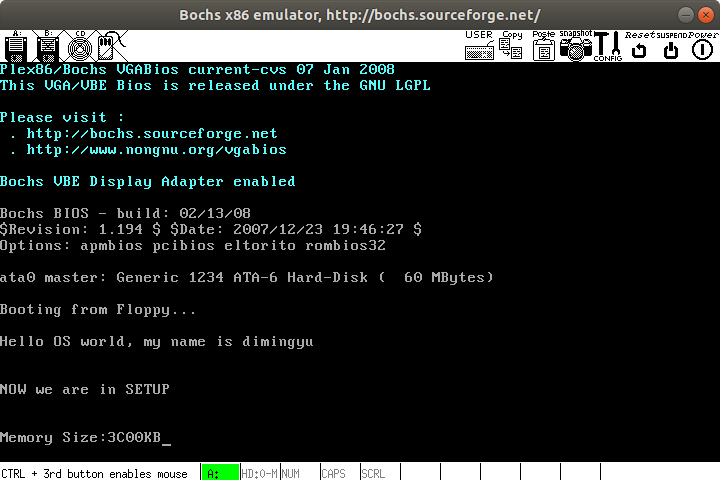 Bochs x86 emulator, http://bochs.sourceforge.net/
A: B: CD USER Copy Paste Snapshot CONFIG Reset SUSPEND Power
Plex86/Bochs VGABios current-cvs 07 Jan 2008
This VGA/VBE Bios is released under the GNU LGPL
Please visit :
. http://bochs.sourceforge.net
. http://www.nongnu.org/vgabios
Bochs VBE Display Adapter enabled
Bochs BIOS - build: 02/13/08
$Revision: 1.194 $ $Date: 2007/12/23 19:46:27 $
Options: apmbios pcibios eltorito rombios32
ata0 master: Generic 1234 ATA-6 Hard-Disk (  60 MBytes)
Booting from Floppy...
Hello OS world, my name is dimingyu
NOW we are in SETUP
Memory Size:3C00KB_
CTRL + 3rd button enables mouse A: HD:0-M NUM CAPS SCRL